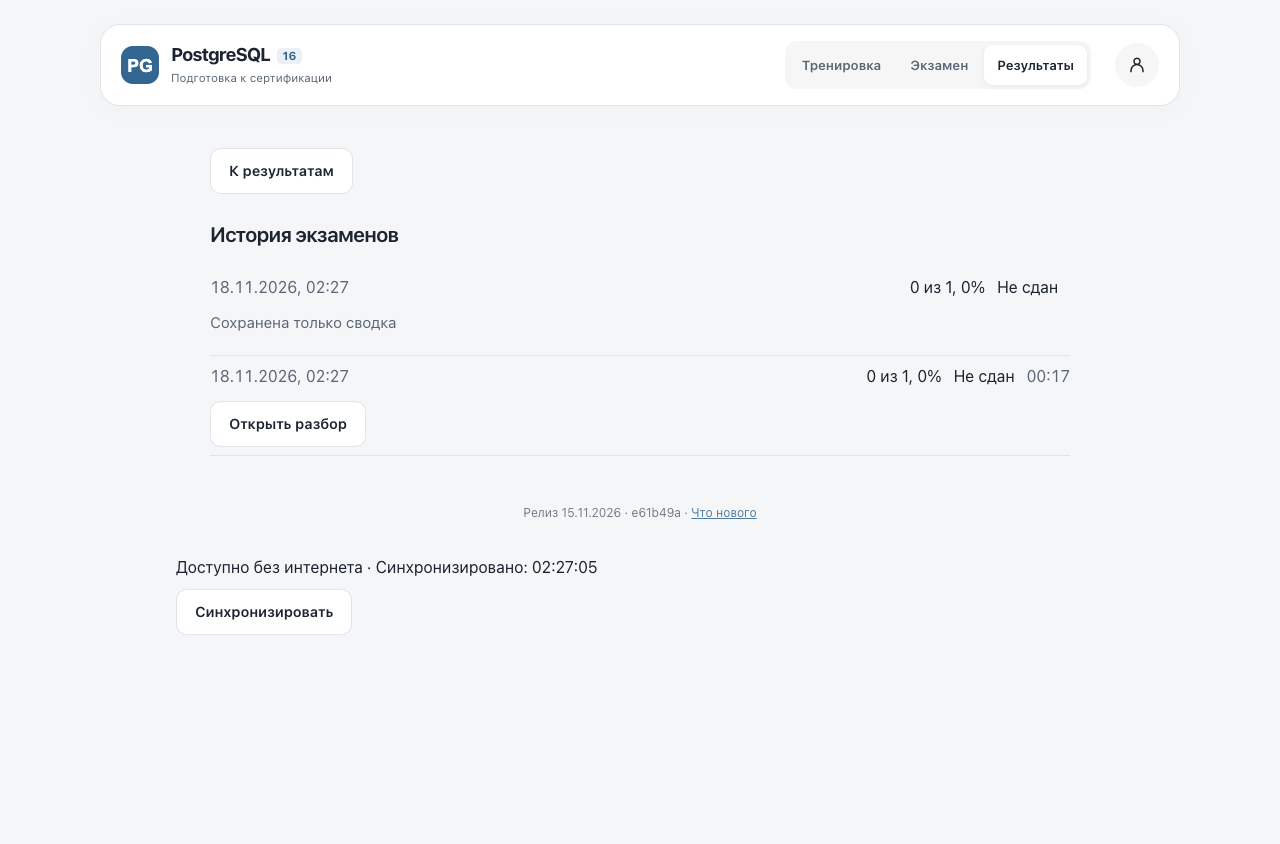 PG
PostgreSQL 16
Подготовка к сертификации
Тренировка Экзамен Результаты
К результатам
История экзаменов
18.11.2026, 02:27 0 из 1, 0% Не сдан
Сохранена только сводка
18.11.2026, 02:27 0 из 1, 0% Не сдан 00:17
Открыть разбор
Релиз 15.11.2026 · e61b49a · Что нового
Доступно без интернета · Синхронизировано: 02:27:05
Синхронизировать